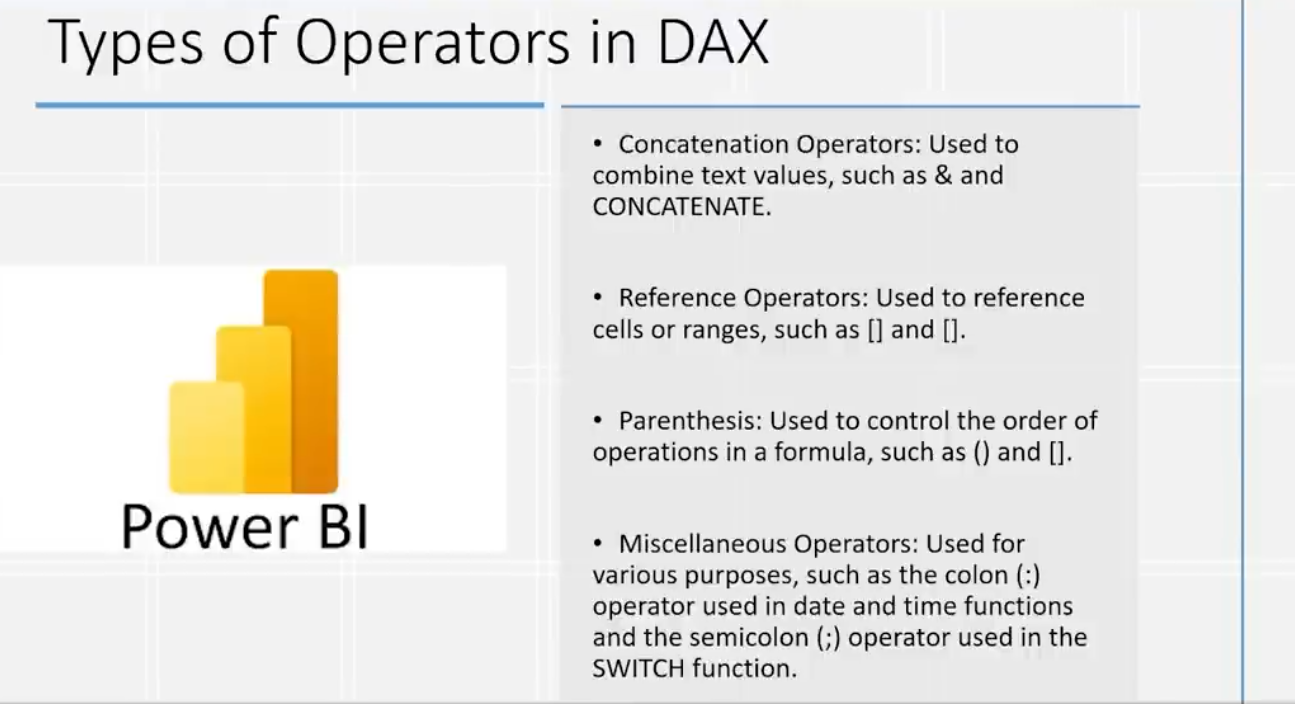 Types of Operators in DAX
• Concatenation Operators: Used to
combine text values, such as & and
CONCATENATE.
• Reference Operators: Used to reference
cells or ranges, such as [] and [].
• Parenthesis: Used to control the order of
operations in a formula, such as () and [].
• Miscellaneous Operators: Used for
various purposes, such as the colon (:)
operator used in date and time functions
and the semicolon (;) operator used in the
SWITCH function.
Power BI